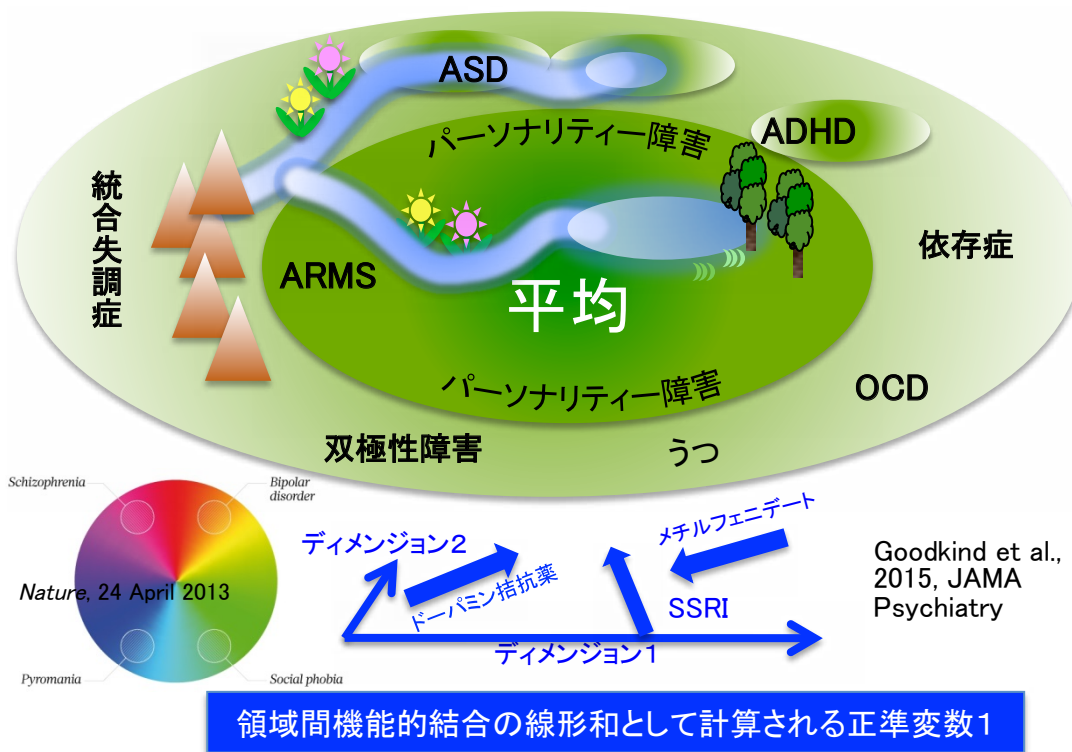 ASD
パーソナリティー障害
ADHD
統合失調症
依存症
ARMS
平均
パーソナリティー障害
OCD
双極性障害
うつ
Schizophrenia
Bipolar
disorder
Nature, 24 April 2013
Pyromania
Social phobia
ディメンジョン2
ドーパミン拮抗薬
メチルフェニデート
SSRI
ディメンジョン1
Goodkind et al.,
2015, JAMA
Psychiatry
領域間機能的結合の線形和として計算される正準変数1